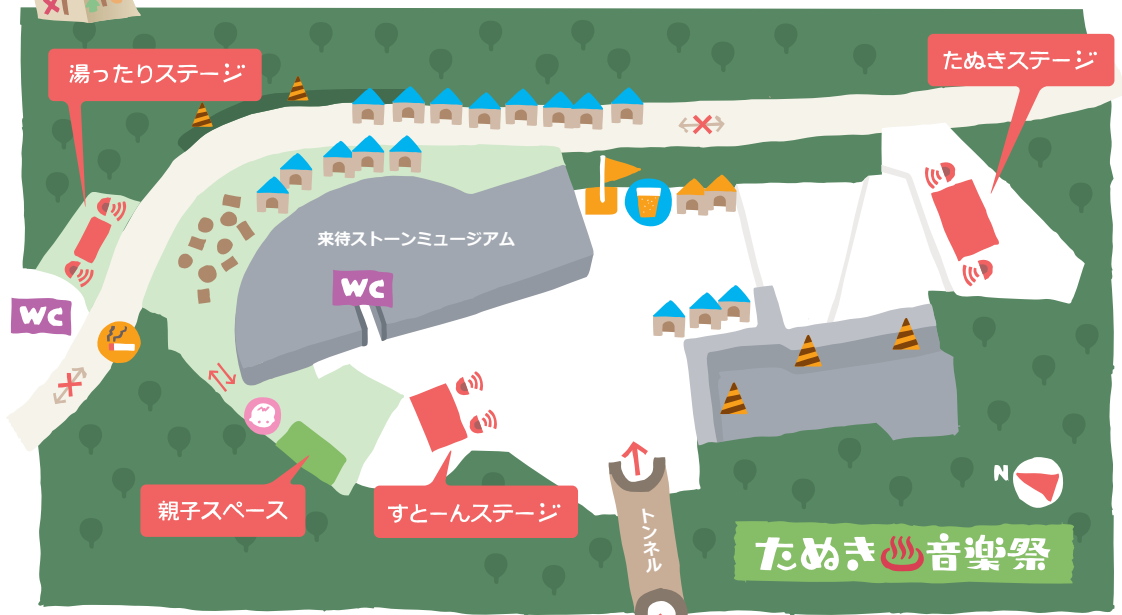 湯ったりステージ
たぬきステージ
来待ストーンミュージアム
WC
WC
親子スペース
すとーんステージ
トンネル
N
たぬき♨音楽祭